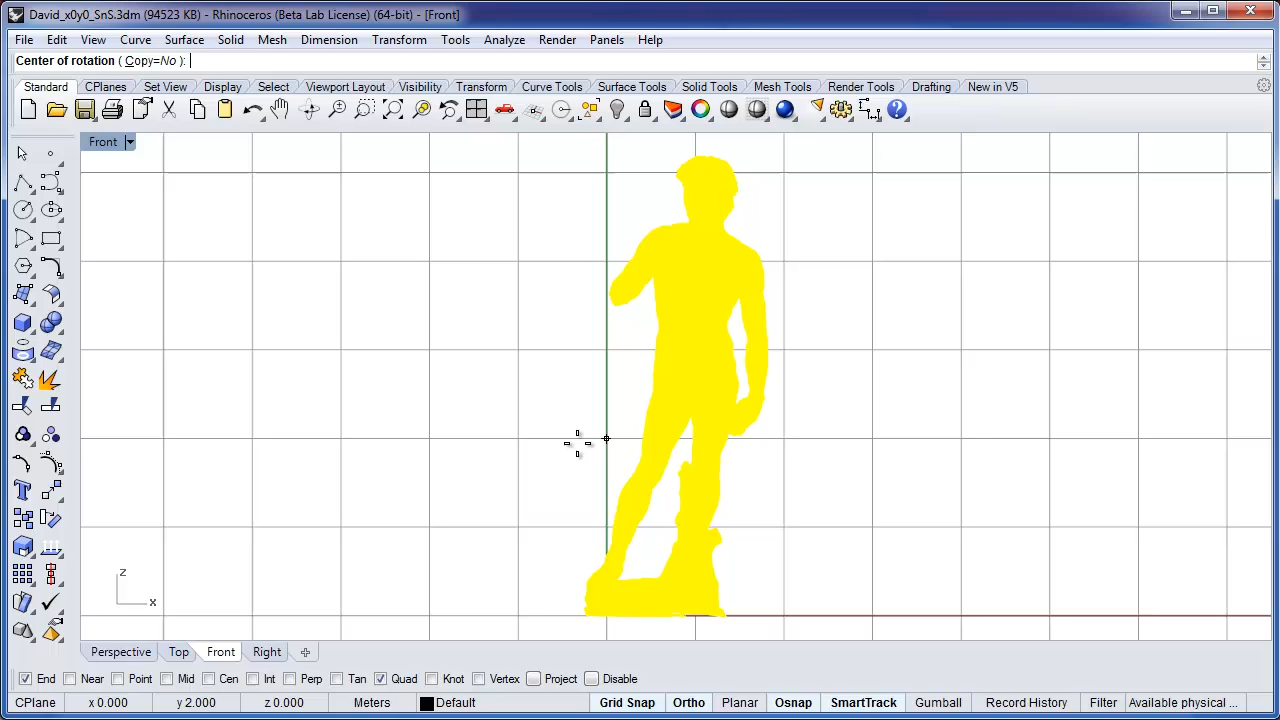 David_x0y0_SnS.3dm (94523 KB) - Rhinoceros (Beta Lab License) (64-bit) - [Front]
File Edit View Curve Surface Solid Mesh Dimension Transform Tools Analyze Render Panels Help
Center of rotation ( Copy=No ):
Standard CPlanes Set View Display Select Viewport Layout Visibility Transform Curve Tools Surface Tools Solid Tools Mesh Tools Render Tools Drafting New in V5
Front
z
x
Perspective Top Front Right
End Near Point Mid Cen Int Perp Tan Quad Knot Vertex Project Disable
CPlane x 0.000 y 2.000 z 0.000 Meters Default Grid Snap Ortho Planar Osnap SmartTrack Gumball Record History Filter Available physical ...